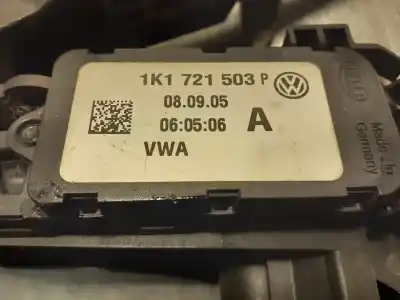 1K1 721 503 P
08.09.05
06:05:06 A
VWA
Made in
Germany